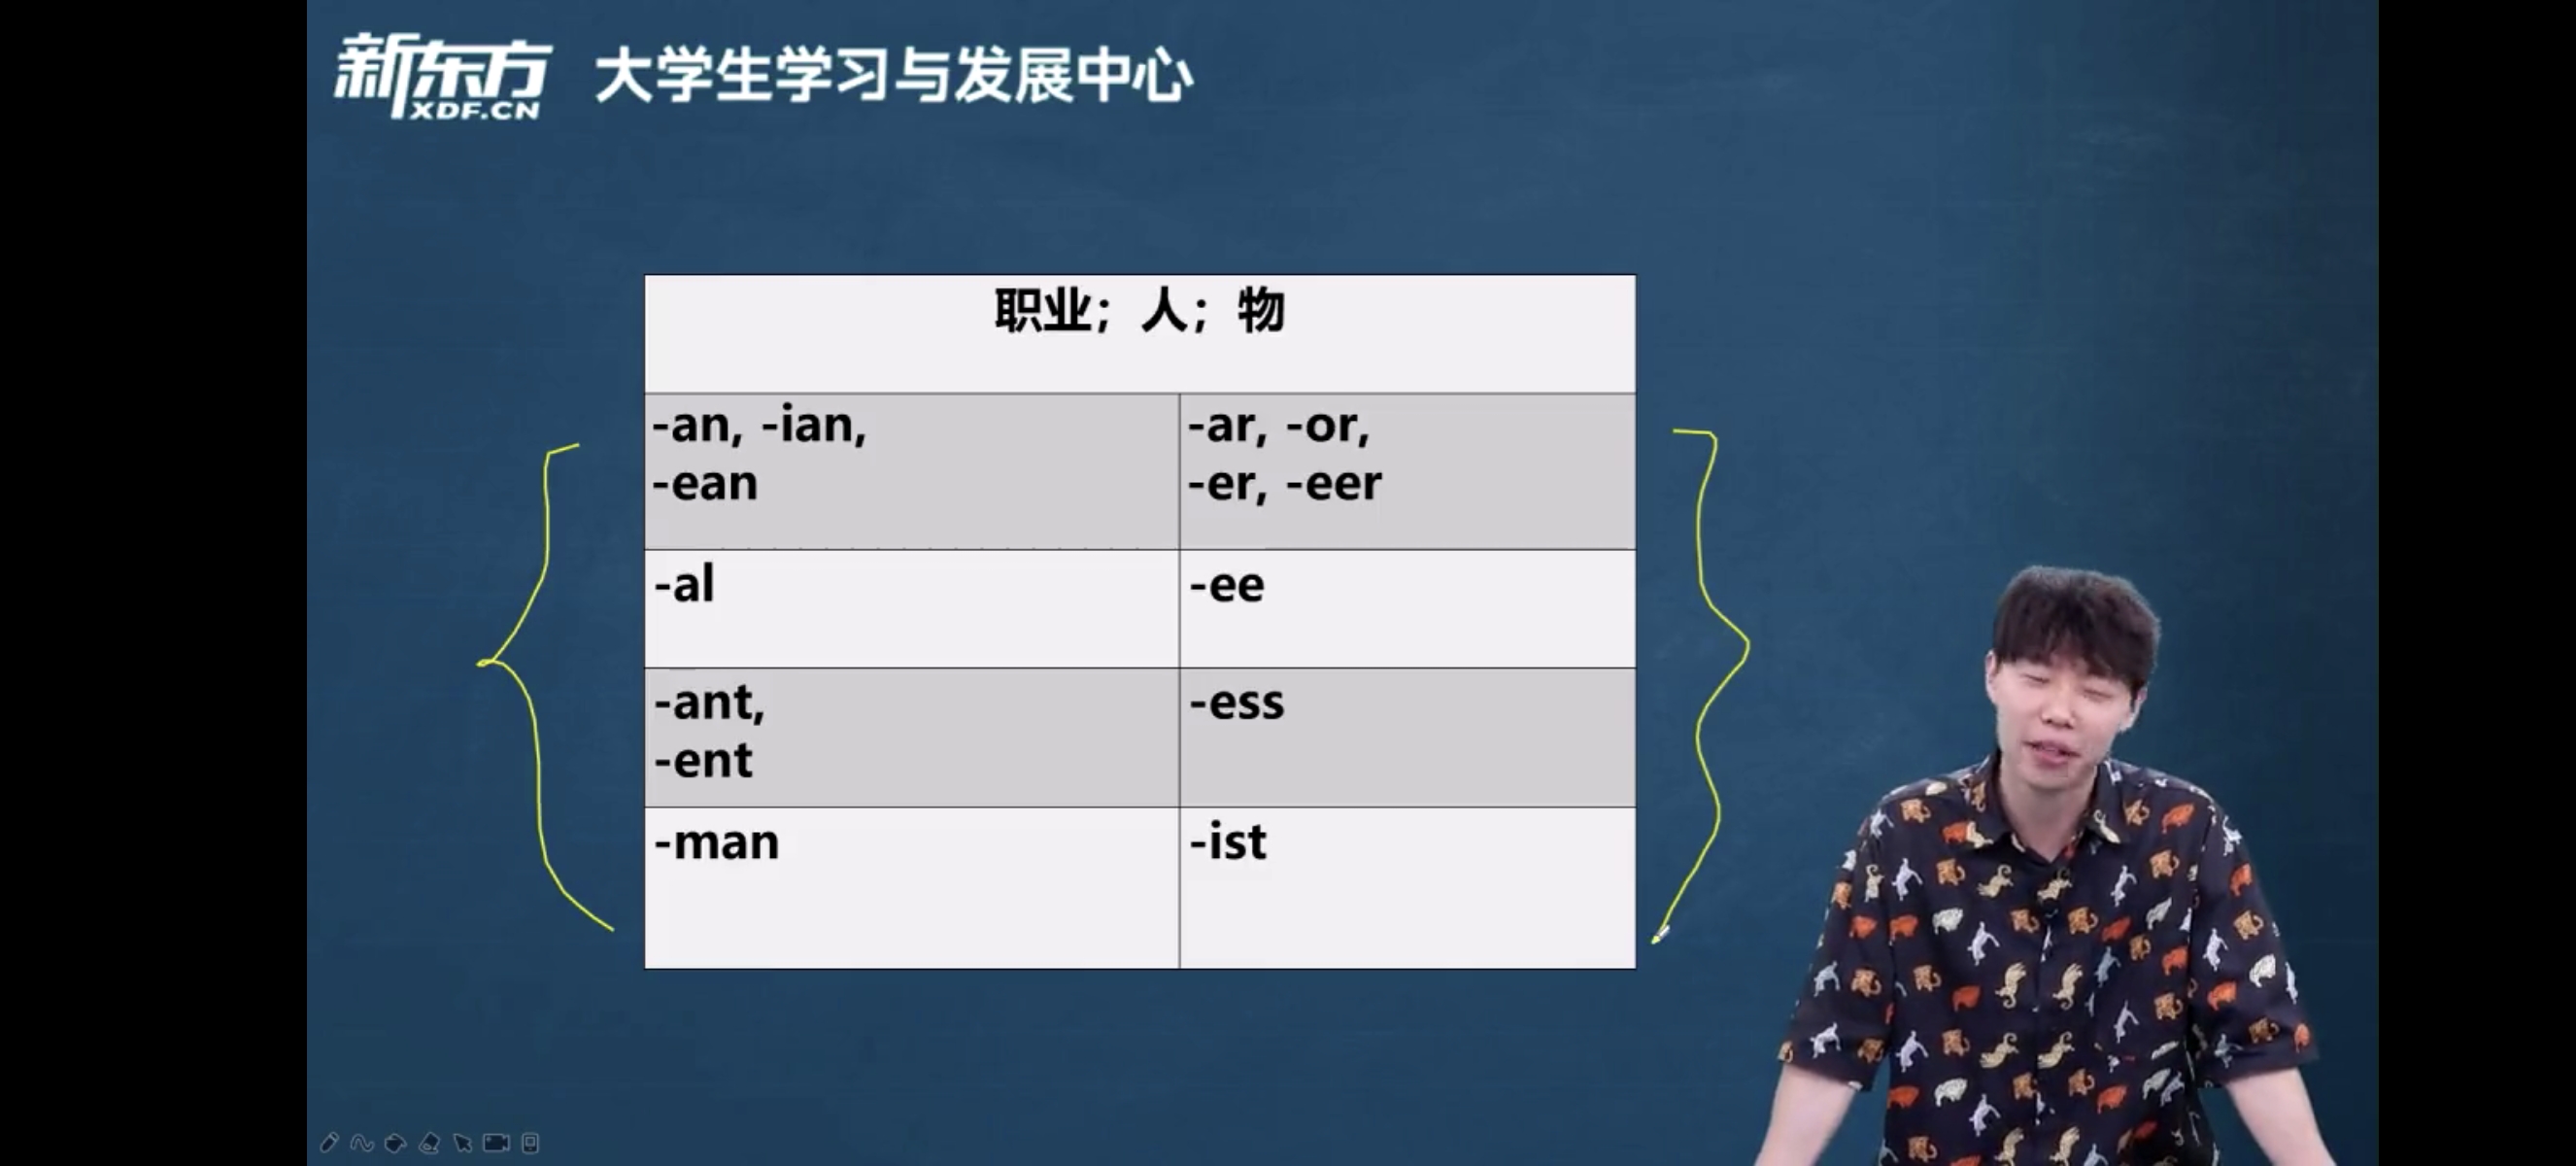 新东方 大学生学习与发展中心
XDF.CN
职业；人；物
-an, -ian,
-ean
-ar, -or,
-er, -eer
-al
-ee
-ant,
-ent
-ess
-man
-ist